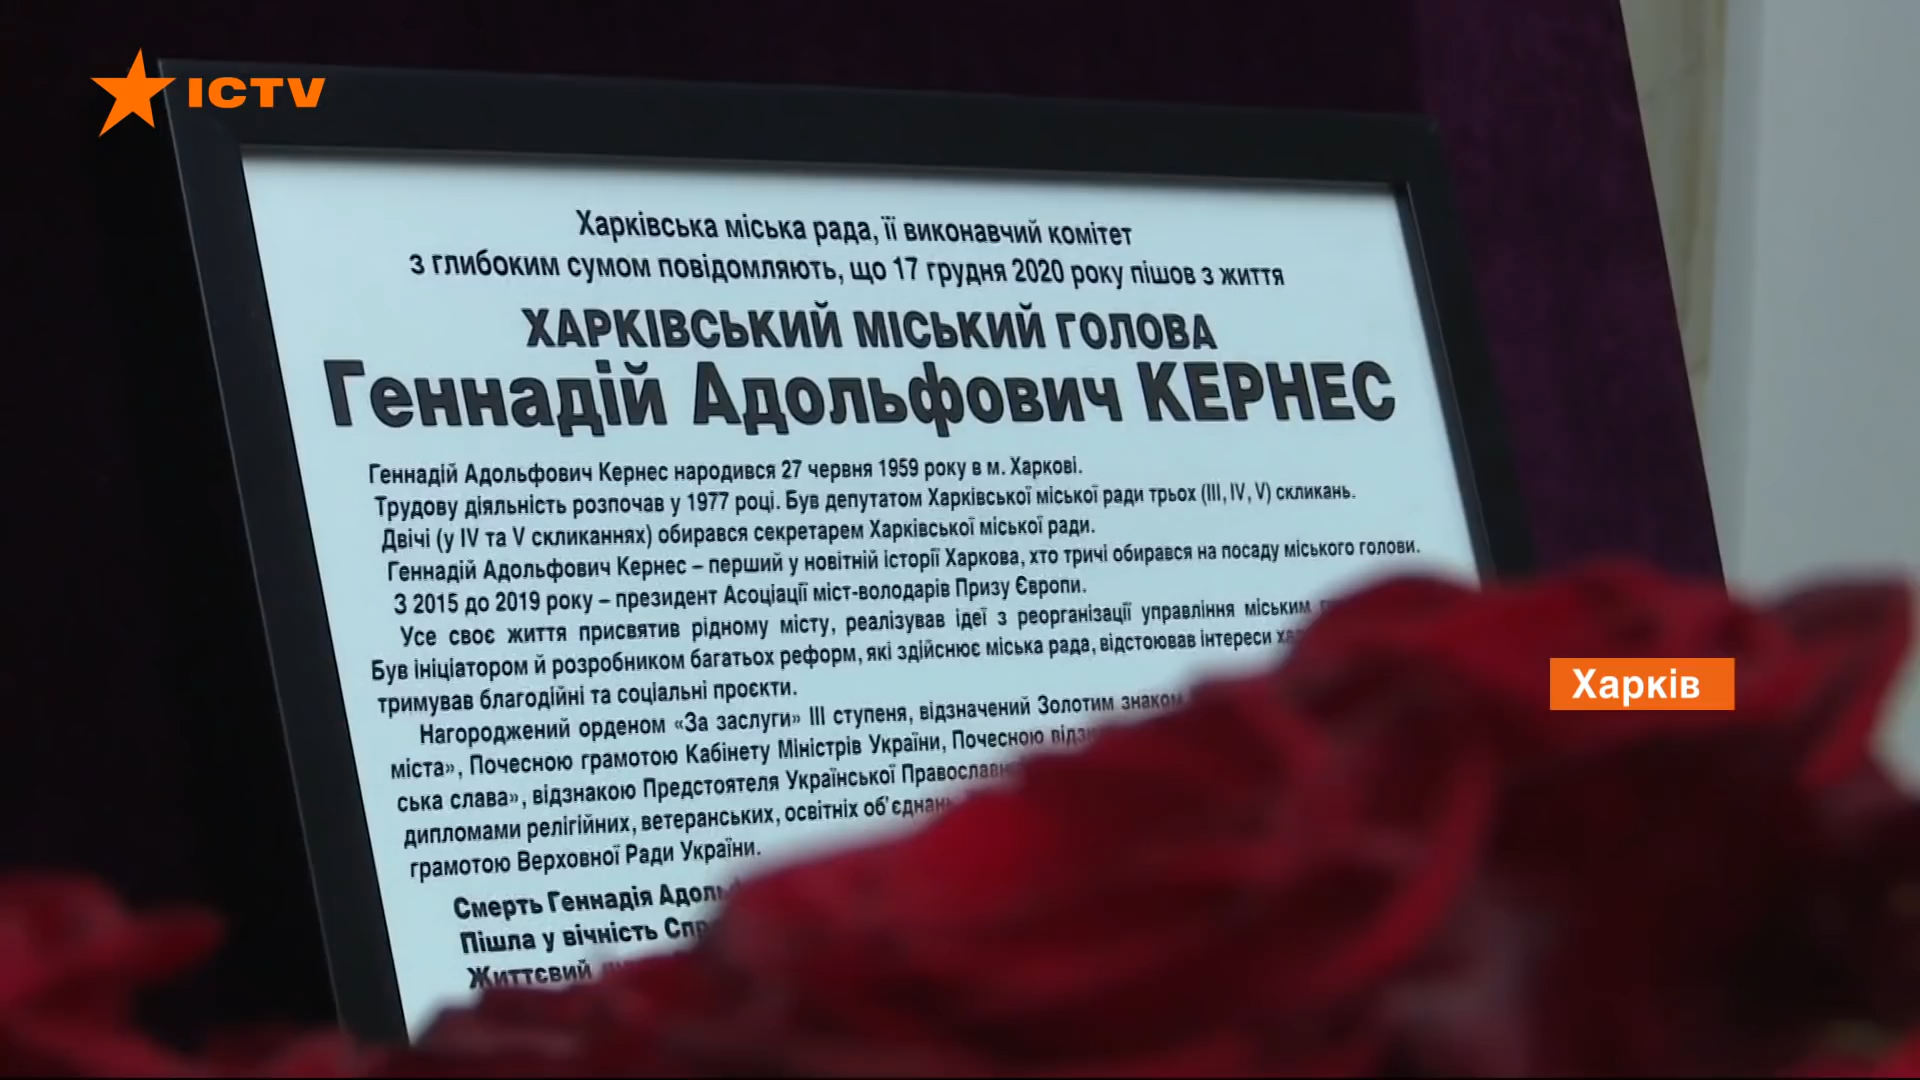 ICTV
Харківська міська рада, її виконавчий комітет
з глибоким сумом повідомляють, що 17 грудня 2020 року пішов з життя
ХАРКІВСЬКИЙ МІСЬКИЙ ГОЛОВА
Геннадій Адольфович КЕРНЕС
Геннадій Адольфович Кернес народився 27 червня 1959 року в м. Харкові.
Трудову діяльність розпочав у 1977 році. Був депутатом Харківської міської ради трьох (III, IV, V) скликань.
Двічі (у IV та V скликаннях) обирався секретарем Харківської міської ради.
Геннадій Адольфович Кернес – перший у новітній історії Харкова, хто тричі обирався на посаду міського голови.
З 2015 до 2019 року – президент Асоціації міст-володарів Призу Європи.
Усе своє життя присвятив рідному місту, реалізував ідеї з реорганізації управління міським
Був ініціатором й розробником багатьох реформ, які здійснює міська рада, відстоював інтереси
тримував благодійні та соціальні проєкти.
Нагороджений орденом «За заслуги» III ступеня, відзначений Золотим знаком
міста», Почесною грамотою Кабінету Міністрів України, Почесною
ська слава», відзнакою Предстоятеля Української
дипломами релігійних, ветеранських, освітніх
грамотою Верховної Ради України.
Смерть Геннадія
Пішла у вічність
Життєвий
Харків